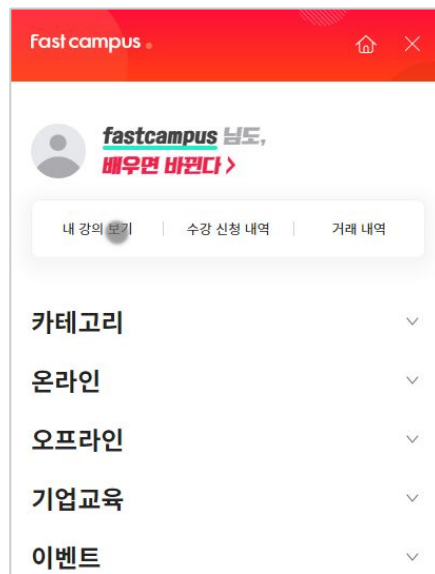 Fast campus
fastcampus 님도,
배우면 바뀐다 >
내 강의 보기 수강 신청 내역 거래 내역
카테고리
온라인
오프라인
기업교육
이벤트